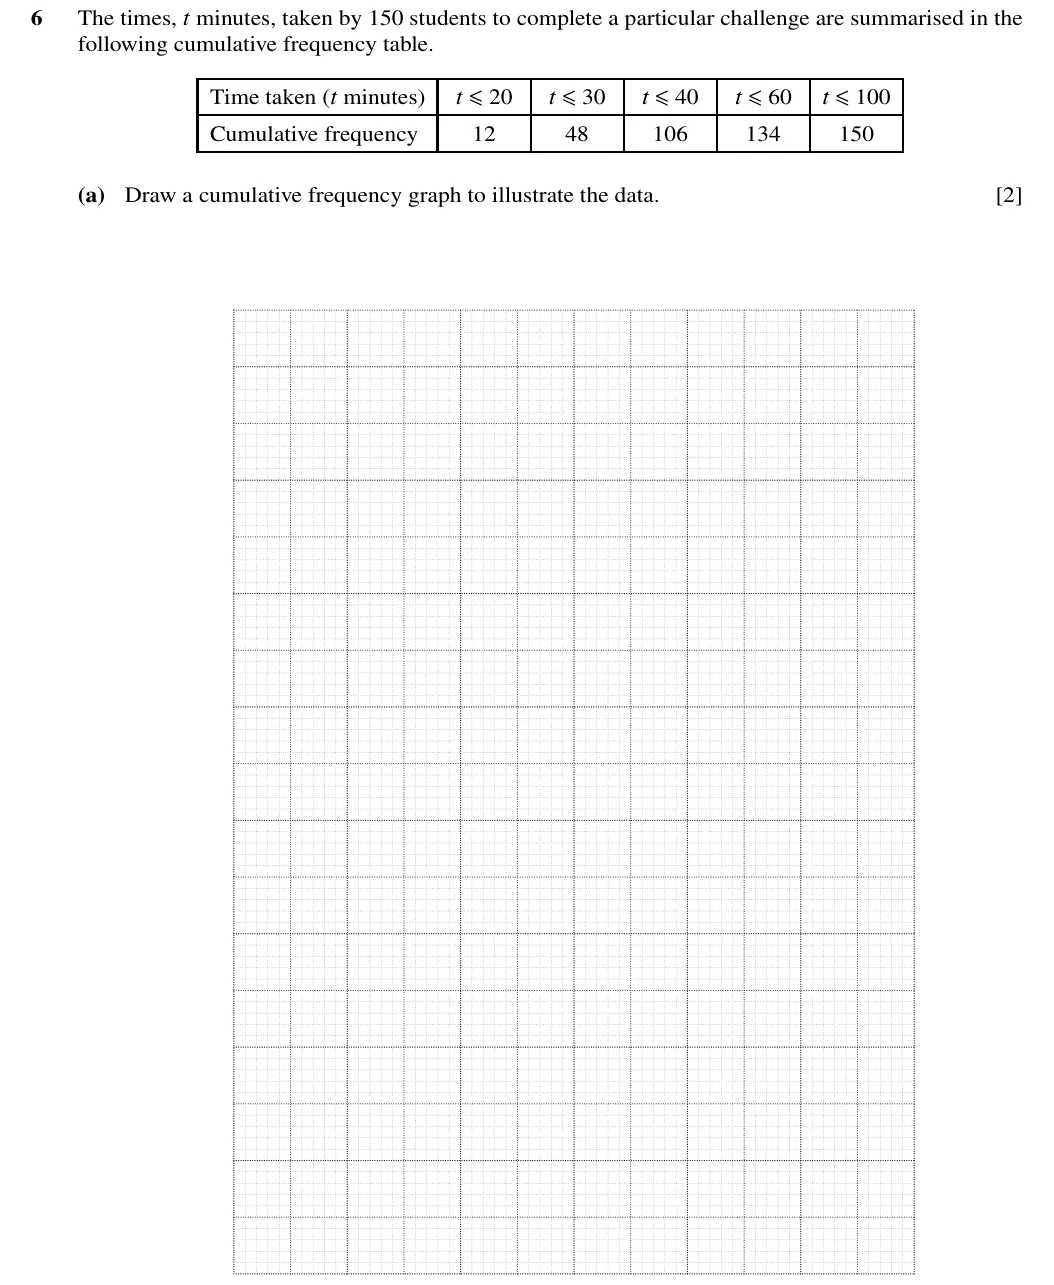 6 The times, t minutes, taken by 150 students to complete a particular challenge are summarised in the
following cumulative frequency table.
Time taken (t minutes) t ⩽ 20 t ⩽ 30 t ⩽ 40 t ⩽ 60 t ⩽ 100
Cumulative frequency 12 48 106 134 150
(a) Draw a cumulative frequency graph to illustrate the data. [2]